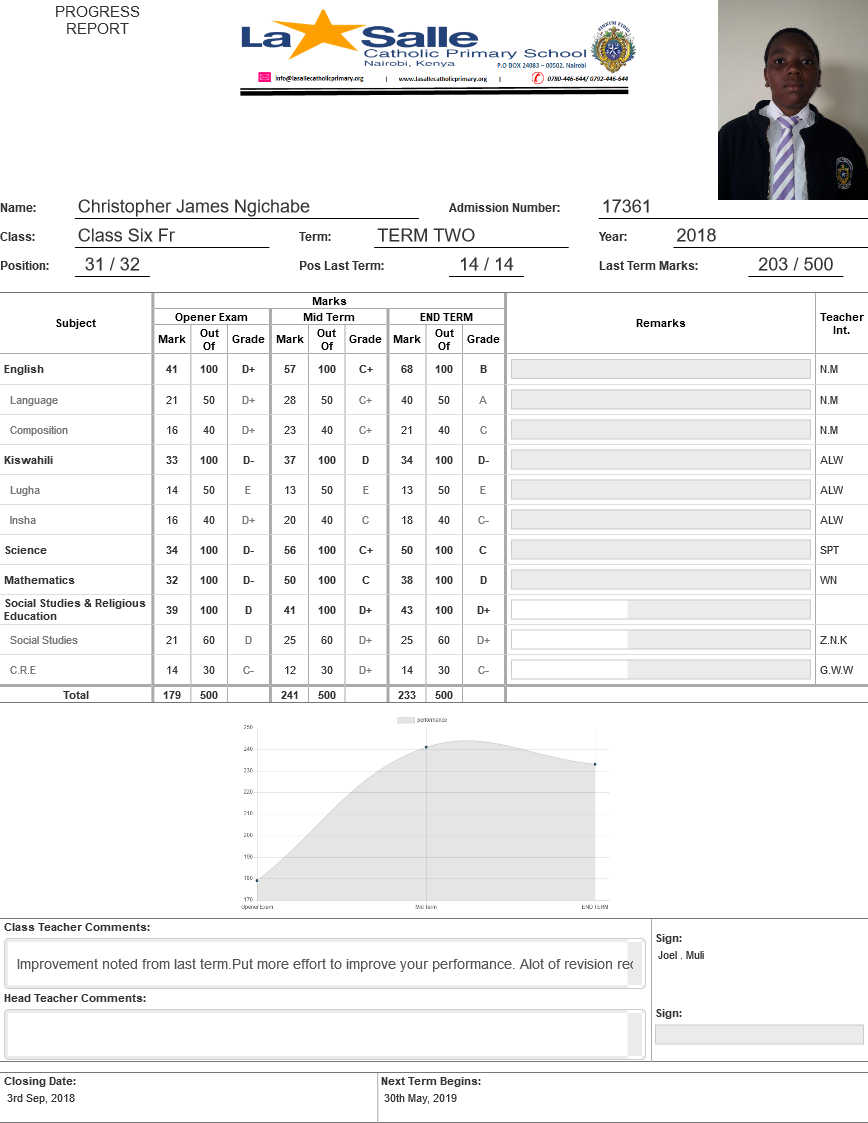 PROGRESS
REPORT
La Salle
Catholic Primary School
Nairobi, Kenya
P.O BOX 24083 – 00502, Nairobi
info@lasallecatholicprimary.org | www.lasallecatholicprimary.org | 0780-446-644/ 0792-446-644
Name: Christopher James Ngichabe Admission Number: 17361
Class: Class Six Fr Term: TERM TWO Year: 2018
Position: 31 / 32 Pos Last Term: 14 / 14 Last Term Marks: 203 / 500
Subject Marks Remarks Teacher Int.
Opener Exam Mid Term END TERM
Mark Out Of Grade Mark Out Of Grade Mark Out Of Grade
English 41 100 D+ 57 100 C+ 68 100 B N.M
Language 21 50 D+ 28 50 C+ 40 50 A N.M
Composition 16 40 D+ 23 40 C+ 21 40 C N.M
Kiswahili 33 100 D- 37 100 D 34 100 D- ALW
Lugha 14 50 E 13 50 E 13 50 E ALW
Insha 16 40 D+ 20 40 C 18 40 C- ALW
Science 34 100 D- 56 100 C+ 50 100 C SPT
Mathematics 32 100 D- 50 100 C 38 100 D WN
Social Studies & Religious Education 39 100 D 41 100 D+ 43 100 D+
Social Studies 21 60 D 25 60 D+ 25 60 D+ Z.N.K
C.R.E 14 30 C- 12 30 D+ 14 30 C- G.W.W
Total 179 500 241 500 233 500
performance
250
240
230
220
210
200
190
180
170
Opener Exam Mid Term END TERM
Class Teacher Comments:
Improvement noted from last term.Put more effort to improve your performance. Alot of revision
Sign:
Joel . Muli
Head Teacher Comments:
Sign:
Closing Date:
3rd Sep, 2018
Next Term Begins:
30th May, 2019